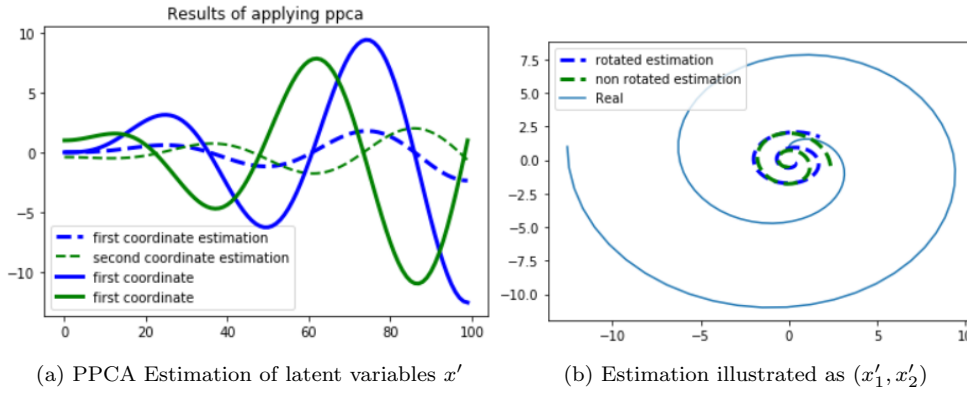 Results of applying ppca
10
5
0
−5
−10
first coordinate estimation
second coordinate estimation
first coordinate
first coordinate
0 20 40 60 80 100
(a) PPCA Estimation of latent variables x′
7.5
5.0
2.5
0.0
−2.5
−5.0
−7.5
−10.0
rotated estimation
non rotated estimation
Real
−10 −5 0 5 10
(b) Estimation illustrated as (x′₁, x′₂)